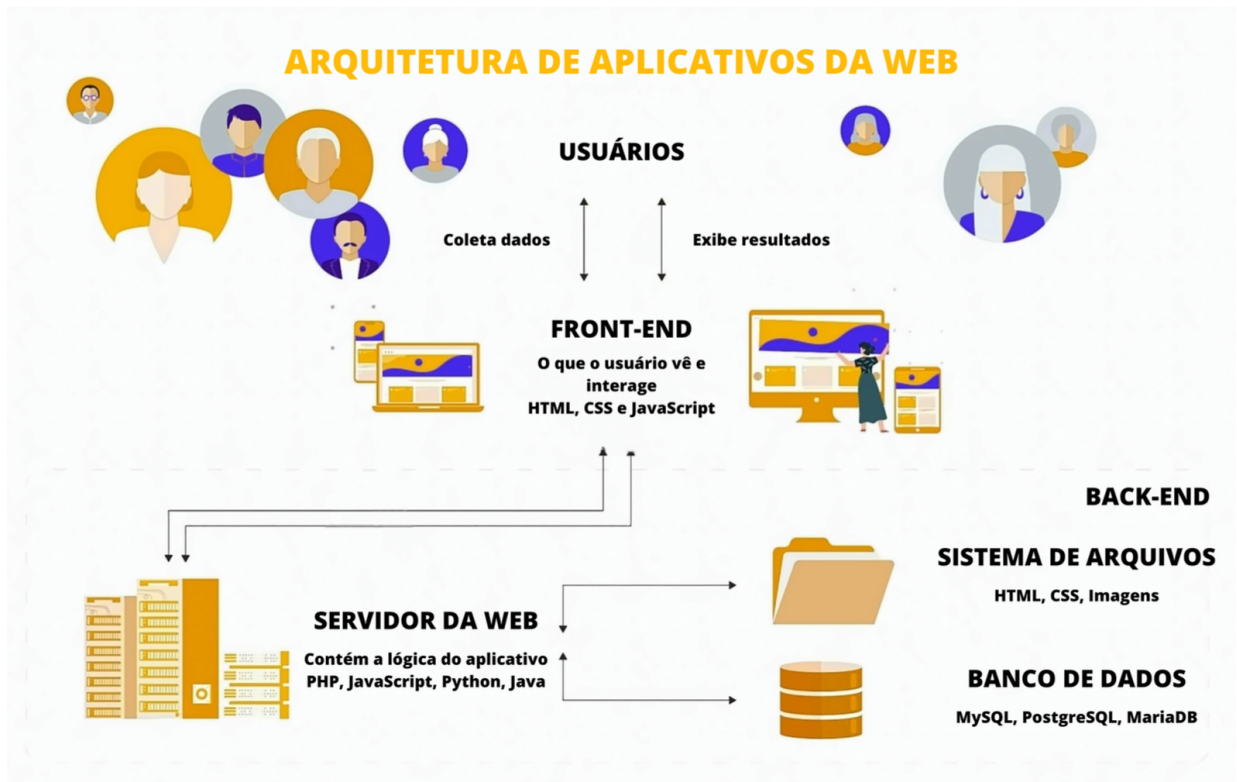 ARQUITETURA DE APLICATIVOS DA WEB
USUÁRIOS
Coleta dados
Exibe resultados
FRONT-END
O que o usuário vê e
interage
HTML, CSS e JavaScript
BACK-END
SISTEMA DE ARQUIVOS
HTML, CSS, Imagens
SERVIDOR DA WEB
Contém a lógica do aplicativo
PHP, JavaScript, Python, Java
BANCO DE DADOS
MySQL, PostgreSQL, MariaDB